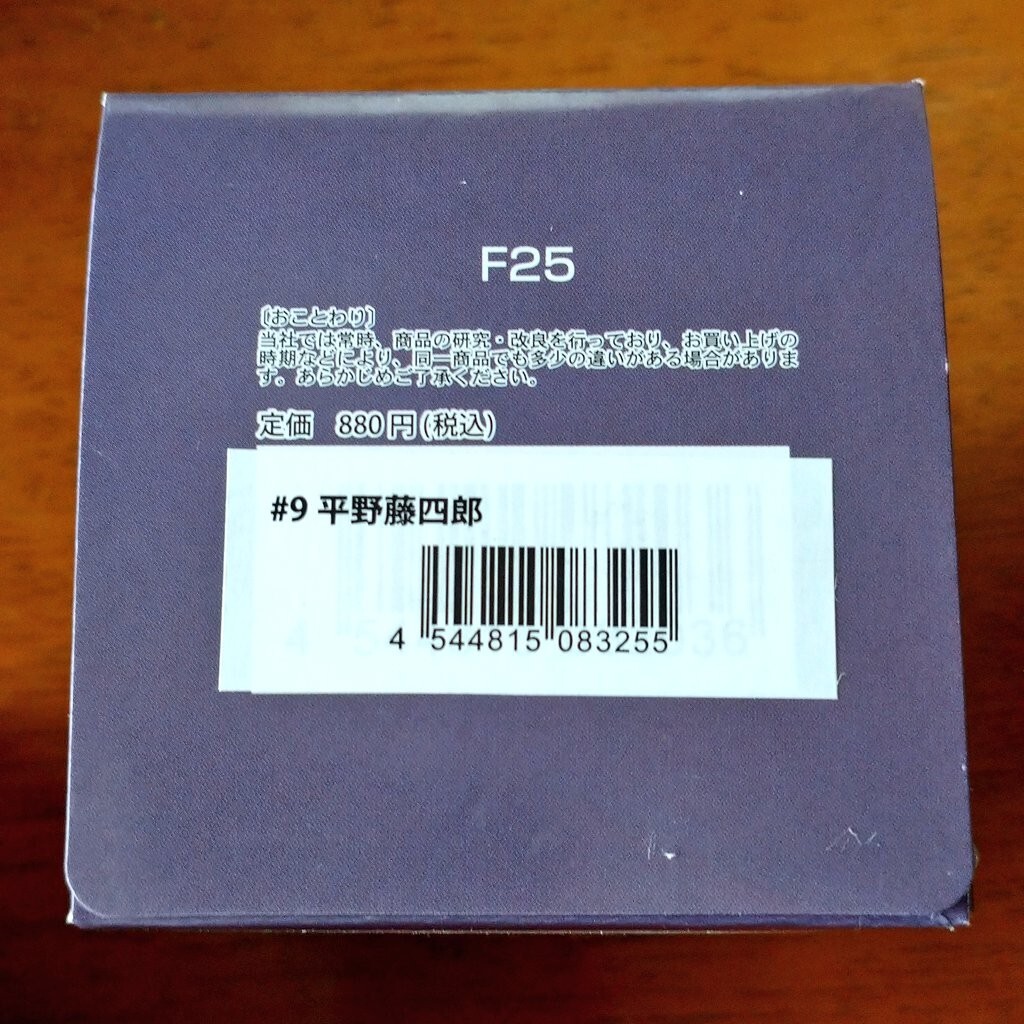 F25
〔おことわり〕
当社では常時、商品の研究・改良を行っており、お買い上げの
時期などにより、同一商品でも多少の違いがある場合がありま
す。あらかじめご了承ください。
定価 880円(税込)
#9 平野藤四郎
4 544815 083255